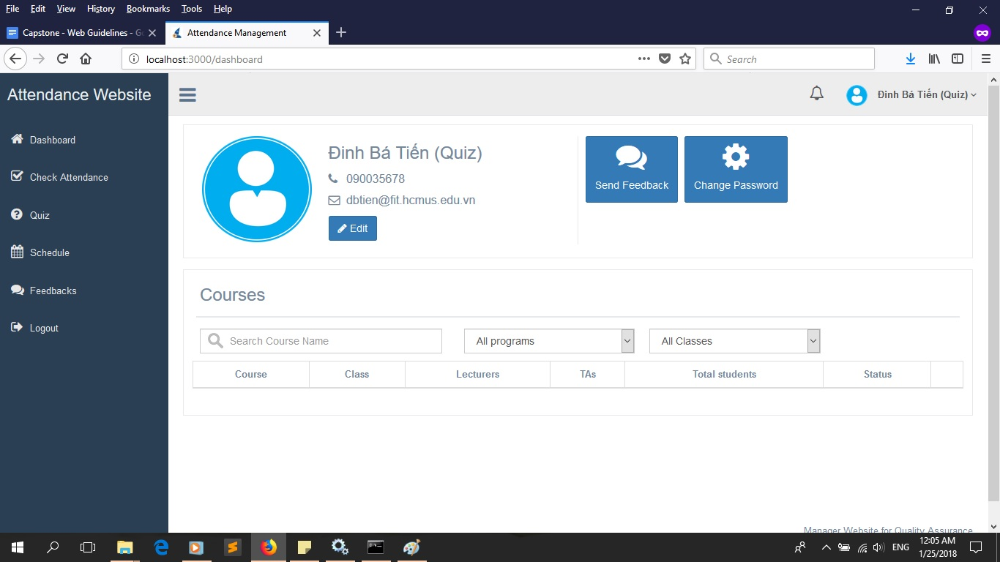 File Edit View History Bookmarks Tools Help
Capstone - Web Guidelines - Go
Attendance Management
localhost:3000/dashboard
Search
Attendance Website
Đinh Bá Tiến (Quiz)
Dashboard
Check Attendance
Quiz
Schedule
Feedbacks
Logout
Đinh Bá Tiến (Quiz)
090035678
dbtien@fit.hcmus.edu.vn
Edit
Send Feedback
Change Password
Courses
Search Course Name
All programs
All Classes
Course Class Lecturers TAs Total students Status
Manager Website for Quality Assurance
ENG
12:05 AM
1/25/2018